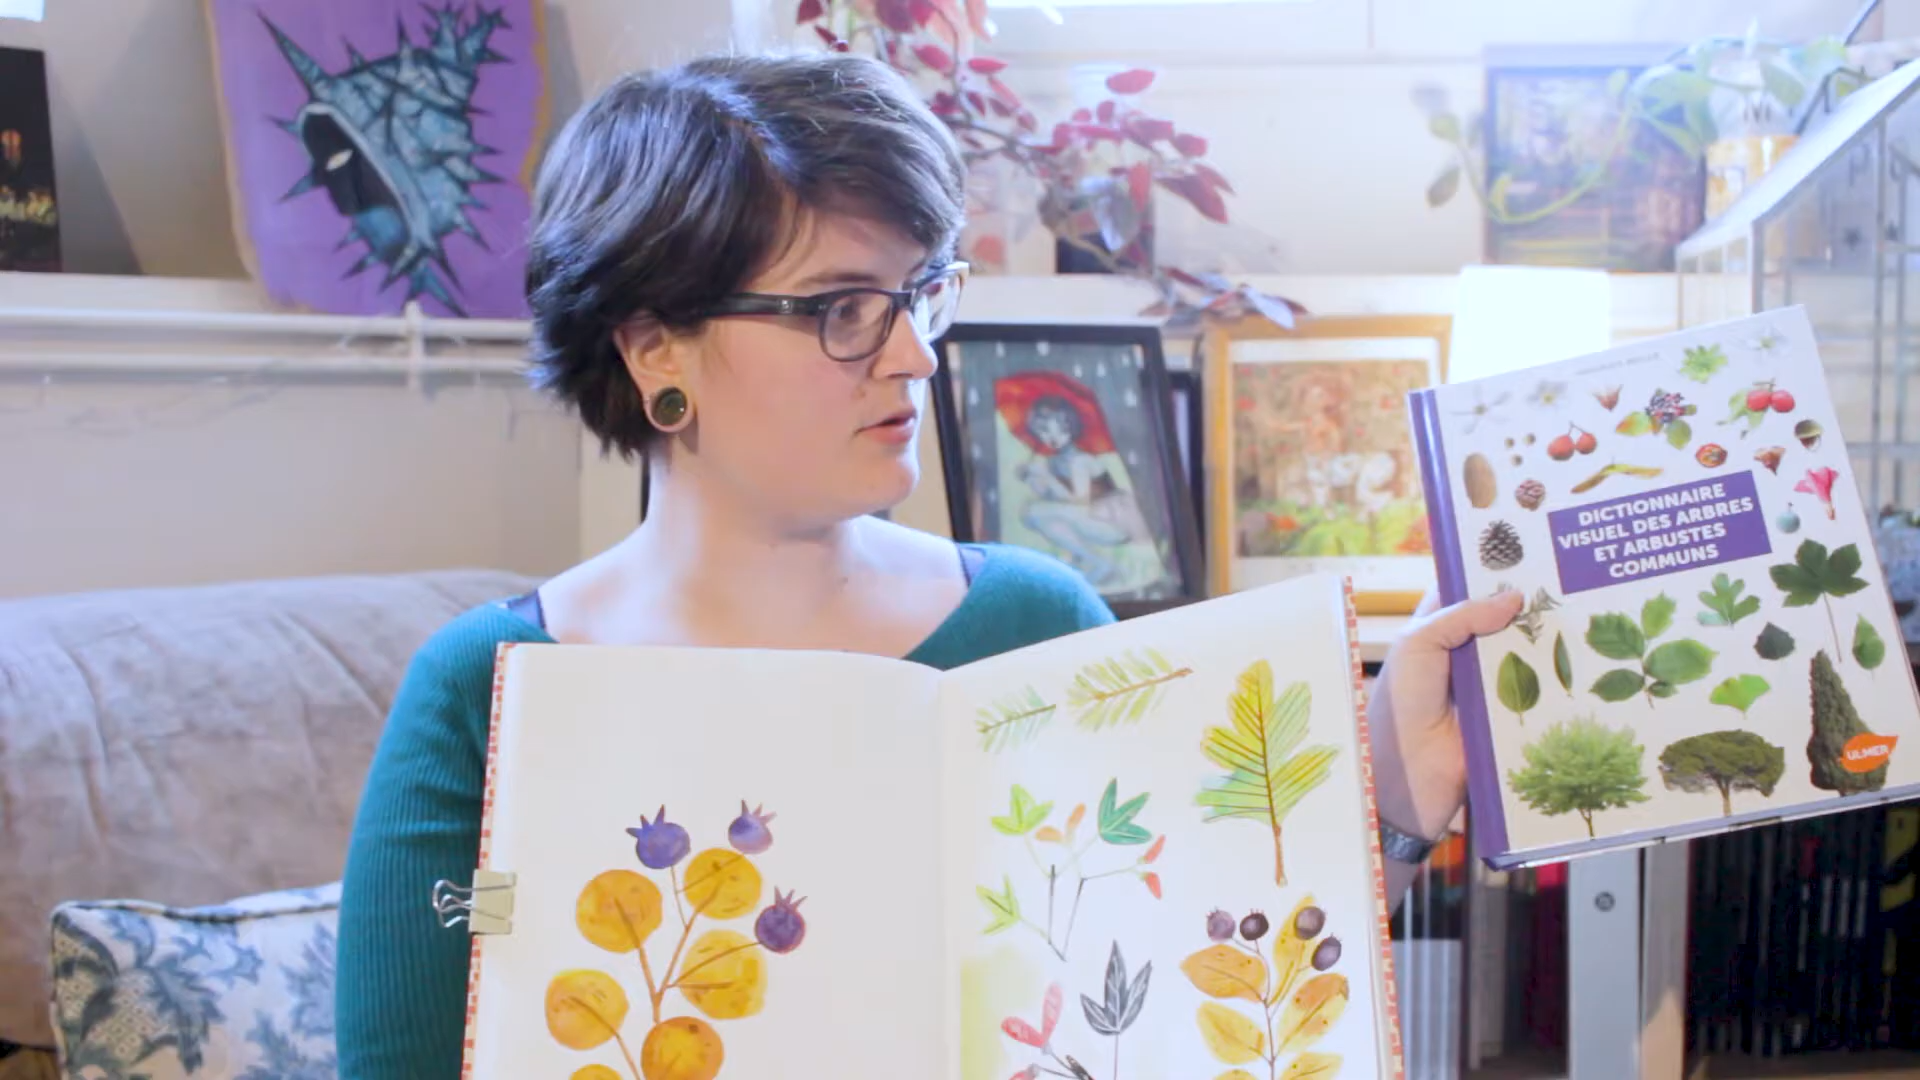 DICTIONNAIRE
VISUEL DES ARBRES
ET ARBUSTES
COMMUNS
ULMER